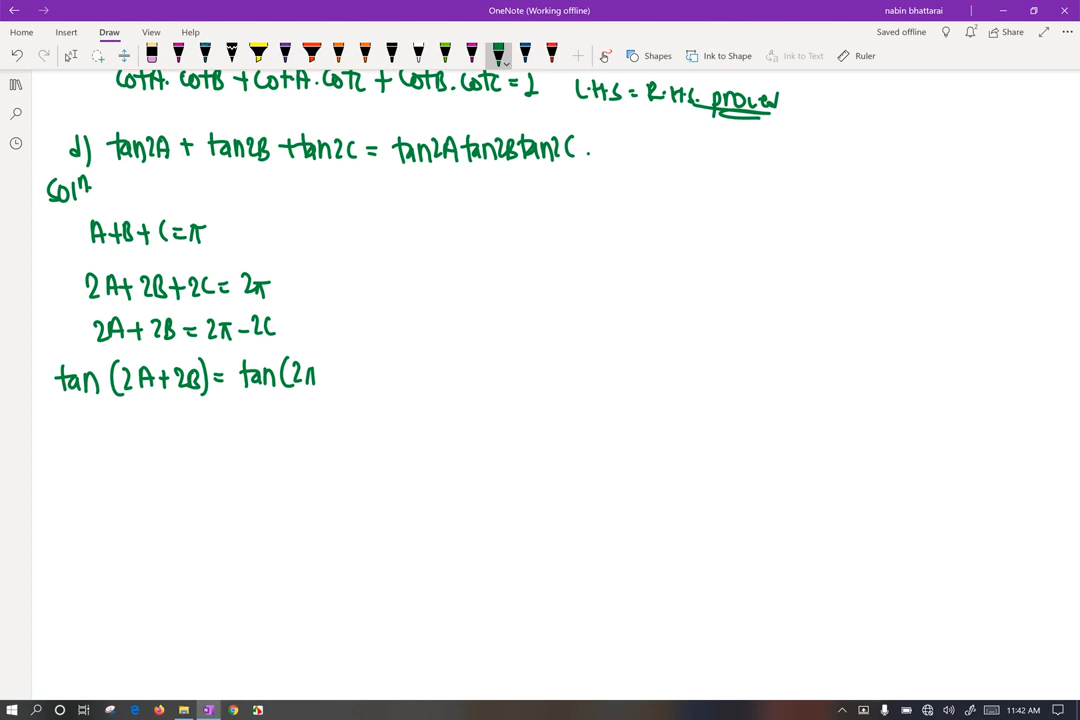 OneNote (Working offline)
nabin bhattarai
Home Insert Draw View Help
Saved offline
Share
Shapes
Ink to Shape
Ink to Text
Ruler
cotA. cotB + cotA. cotC + cotB. cotC = 1
L.H.S = R.H.S. proved
d) tan2A + tan2B + tan2C = tan2A tan2B tan2C .
Solⁿ
A+B+C=π
2A+2B+2C= 2π
2A+2B = 2π-2C
tan (2A+2B)= tan(2π
11:42 AM
2